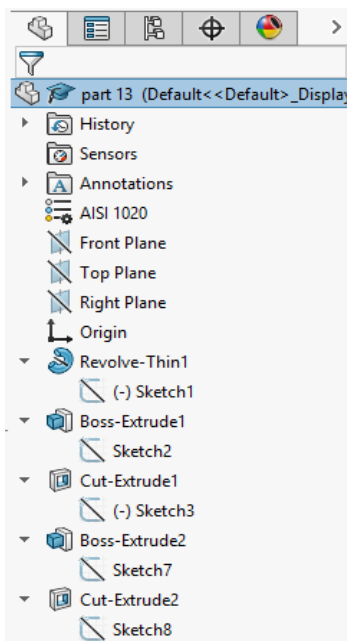 part 13 (Default<<Default>_Display
History
Sensors
Annotations
AISI 1020
Front Plane
Top Plane
Right Plane
Origin
Revolve-Thin1
(-) Sketch1
Boss-Extrude1
Sketch2
Cut-Extrude1
(-) Sketch3
Boss-Extrude2
Sketch7
Cut-Extrude2
Sketch8